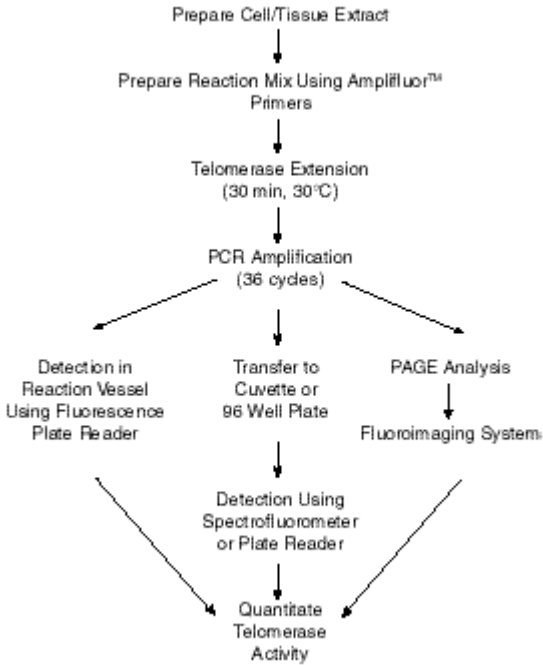 Prepare Cell/Tissue Extract
Prepare Reaction Mix Using Amplifluor™
Primers
Telomerase Extension
(30 min, 30°C)
PCR Amplification
(36 cycles)
Detection in
Reaction Vessel
Using Fluorescence
Plate Reader
Transfer to
Cuvette or
96 Well Plate
PAGE Analysis
Fluoroimaging System
Detection Using
Spectrofluorometer
or Plate Reader
Quantitate
Telomerase
Activity